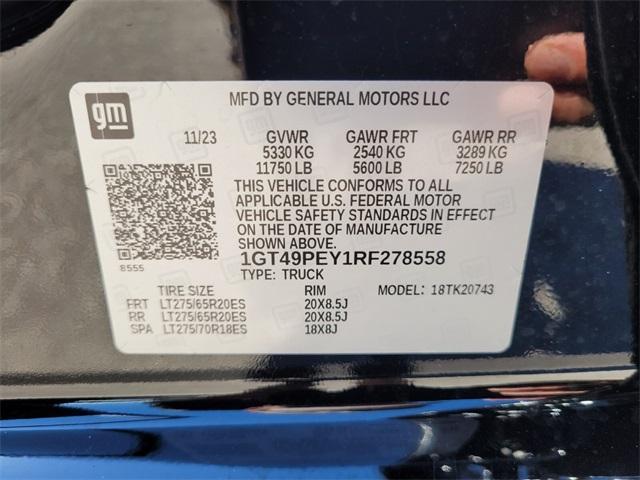 gm
MFD BY GENERAL MOTORS LLC
11/23 GVWR GAWR FRT GAWR RR
5330 KG 2540 KG 3289 KG
11750 LB 5600 LB 7250 LB
THIS VEHICLE CONFORMS TO ALL
APPLICABLE U.S. FEDERAL MOTOR
VEHICLE SAFETY STANDARDS IN EFFECT
ON THE DATE OF MANUFACTURE
SHOWN ABOVE.
8555
1GT49PEY1RF278558
TYPE: TRUCK
TIRE SIZE RIM MODEL: 18TK20743
FRT LT275/65R20ES 20X8.5J
RR LT275/65R20ES 20X8.5J
SPA LT275/70R18ES 18X8J